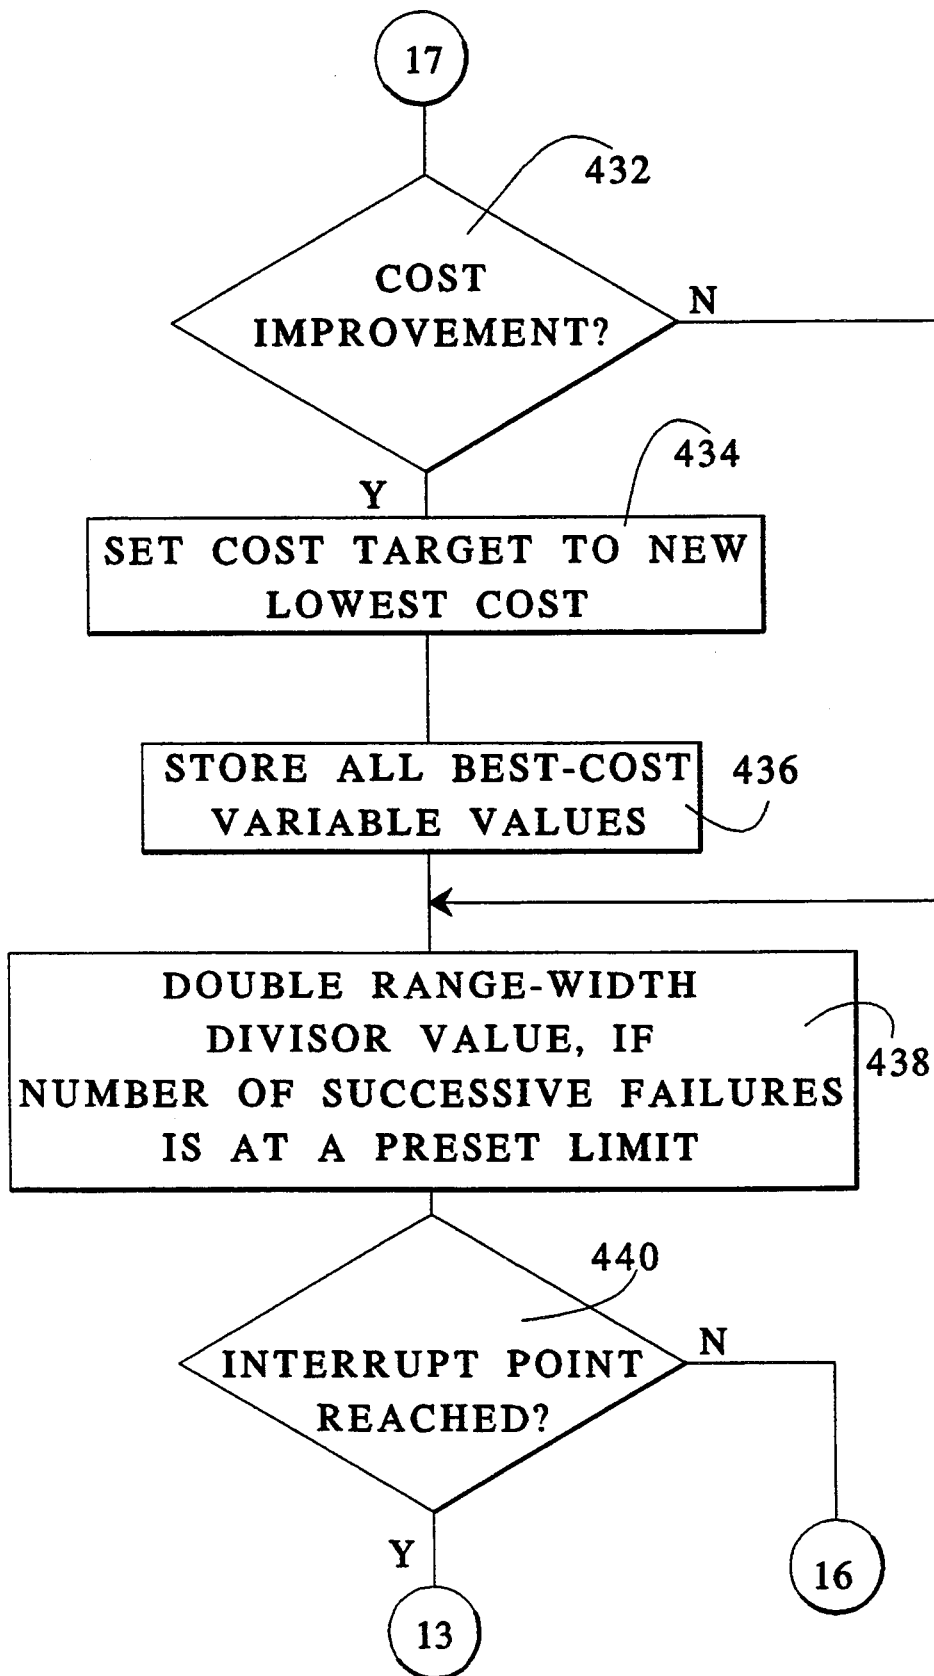 17
432
COST
IMPROVEMENT?
N
434
Y
SET COST TARGET TO NEW
LOWEST COST
STORE ALL BEST-COST
VARIABLE VALUES
436
DOUBLE RANGE-WIDTH
DIVISOR VALUE, IF
NUMBER OF SUCCESSIVE FAILURES
IS AT A PRESET LIMIT
438
440
INTERRUPT POINT
REACHED?
N
Y
16
13